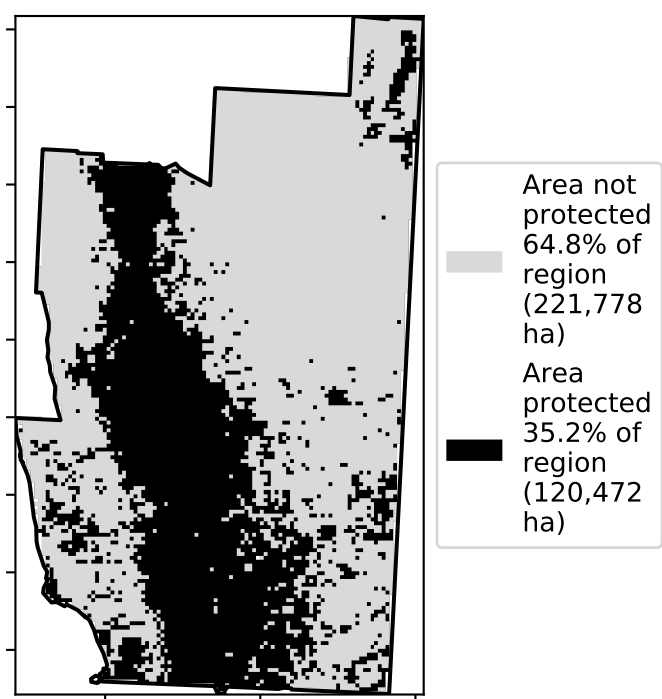 Area not
protected
64.8% of
region
(221,778
ha)
Area
protected
35.2% of
region
(120,472
ha)